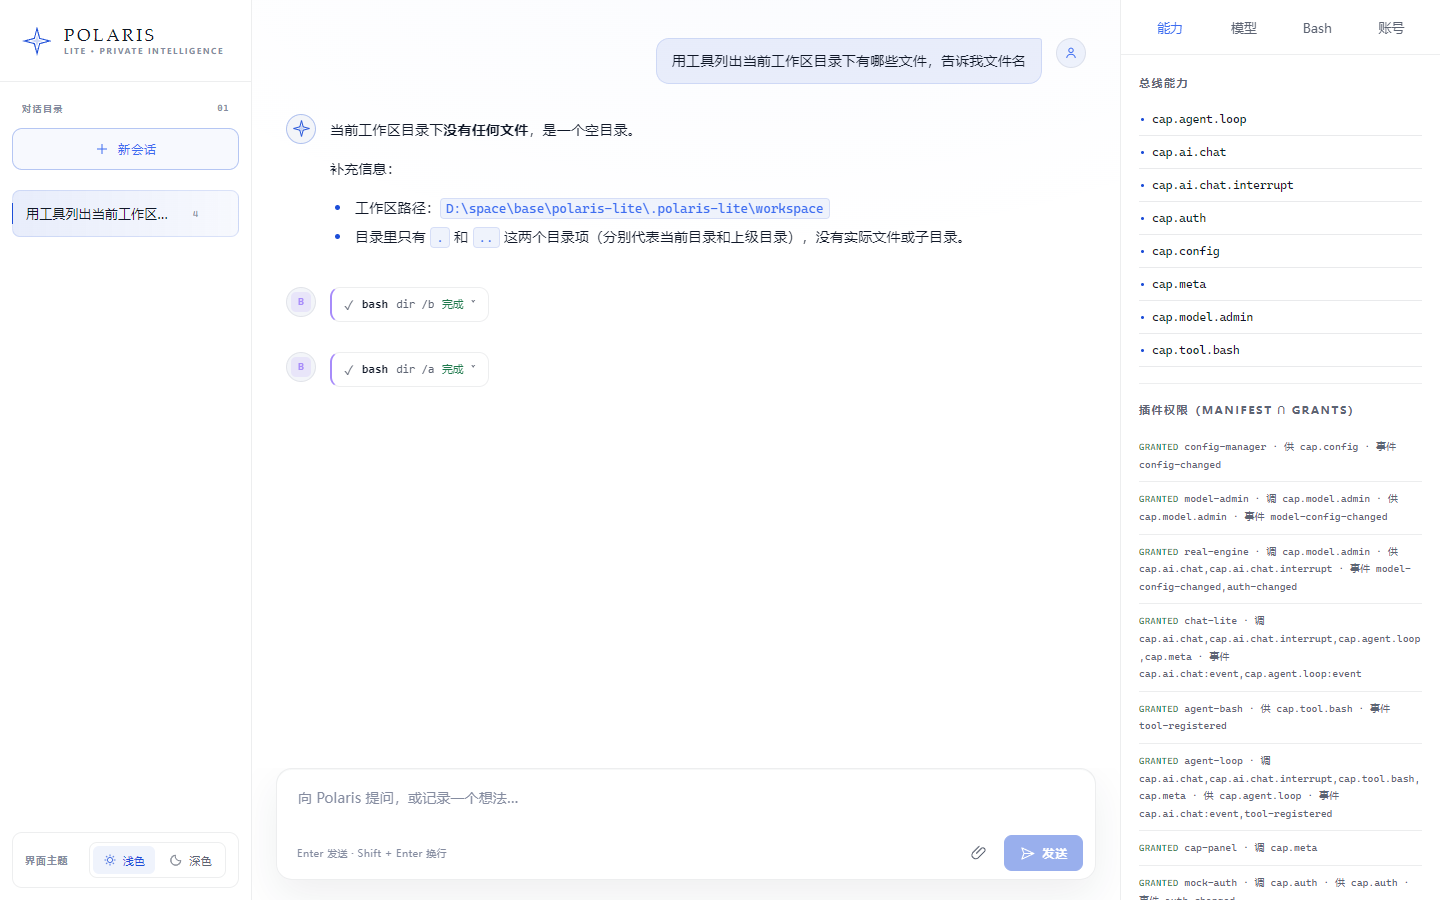 POLARIS
LITE • PRIVATE INTELLIGENCE
对话目录 01
新会话
用工具列出当前工作区... 4
界面主题 浅色 深色
用工具列出当前工作区目录下有哪些文件，告诉我文件名
当前工作区目录下没有任何文件，是一个空目录。
补充信息：
工作区路径： D:\space\base\polaris-lite\.polaris-lite\workspace
目录里只有 . 和 .. 这两个目录项（分别代表当前目录和上级目录），没有实际文件或子目录。
B ✓ bash dir /b 完成
B ✓ bash dir /a 完成
向 Polaris 提问，或记录一个想法...
Enter 发送 · Shift + Enter 换行
发送
能力 模型 Bash 账号
总线能力
cap.agent.loop
cap.ai.chat
cap.ai.chat.interrupt
cap.auth
cap.config
cap.meta
cap.model.admin
cap.tool.bash
插件权限（MANIFEST ∩ GRANTS）
GRANTED config-manager · 供 cap.config · 事件
config-changed
GRANTED model-admin · 调 cap.model.admin · 供
cap.model.admin · 事件 model-config-changed
GRANTED real-engine · 调 cap.model.admin · 供
cap.ai.chat,cap.ai.chat.interrupt · 事件 model-
config-changed,auth-changed
GRANTED chat-lite · 调
cap.ai.chat,cap.ai.chat.interrupt,cap.agent.loop
,cap.meta · 事件
cap.ai.chat:event,cap.agent.loop:event
GRANTED agent-bash · 供 cap.tool.bash · 事件
tool-registered
GRANTED agent-loop · 调
cap.ai.chat,cap.ai.chat.interrupt,cap.tool.bash,
cap.meta · 供 cap.agent.loop · 事件
cap.ai.chat:event,tool-registered
GRANTED cap-panel · 调 cap.meta
GRANTED mock-auth · 调 cap.auth · 供 cap.auth ·
事件 auth-changed